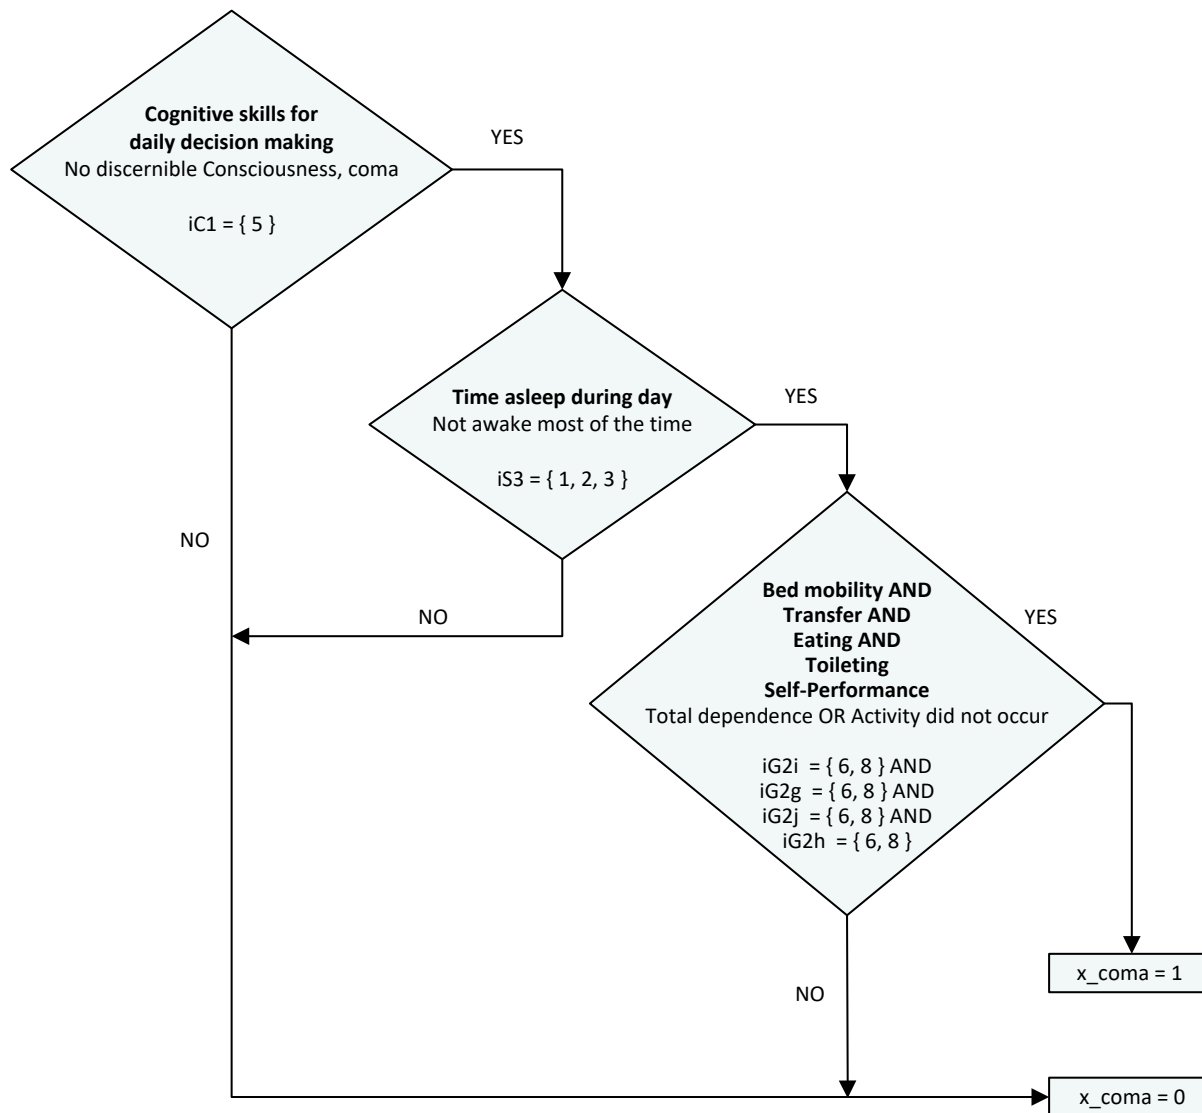 Cognitive skills for
daily decision making
No discernible Consciousness, coma
iC1 = { 5 }
YES
Time asleep during day
Not awake most of the time
iS3 = { 1, 2, 3 }
YES
NO
NO
Bed mobility AND
Transfer AND
Eating AND
Toileting
Self-Performance
Total dependence OR Activity did not occur
iG2i = { 6, 8 } AND
iG2g = { 6, 8 } AND
iG2j = { 6, 8 } AND
iG2h = { 6, 8 }
YES
NO
x_coma = 1
x_coma = 0